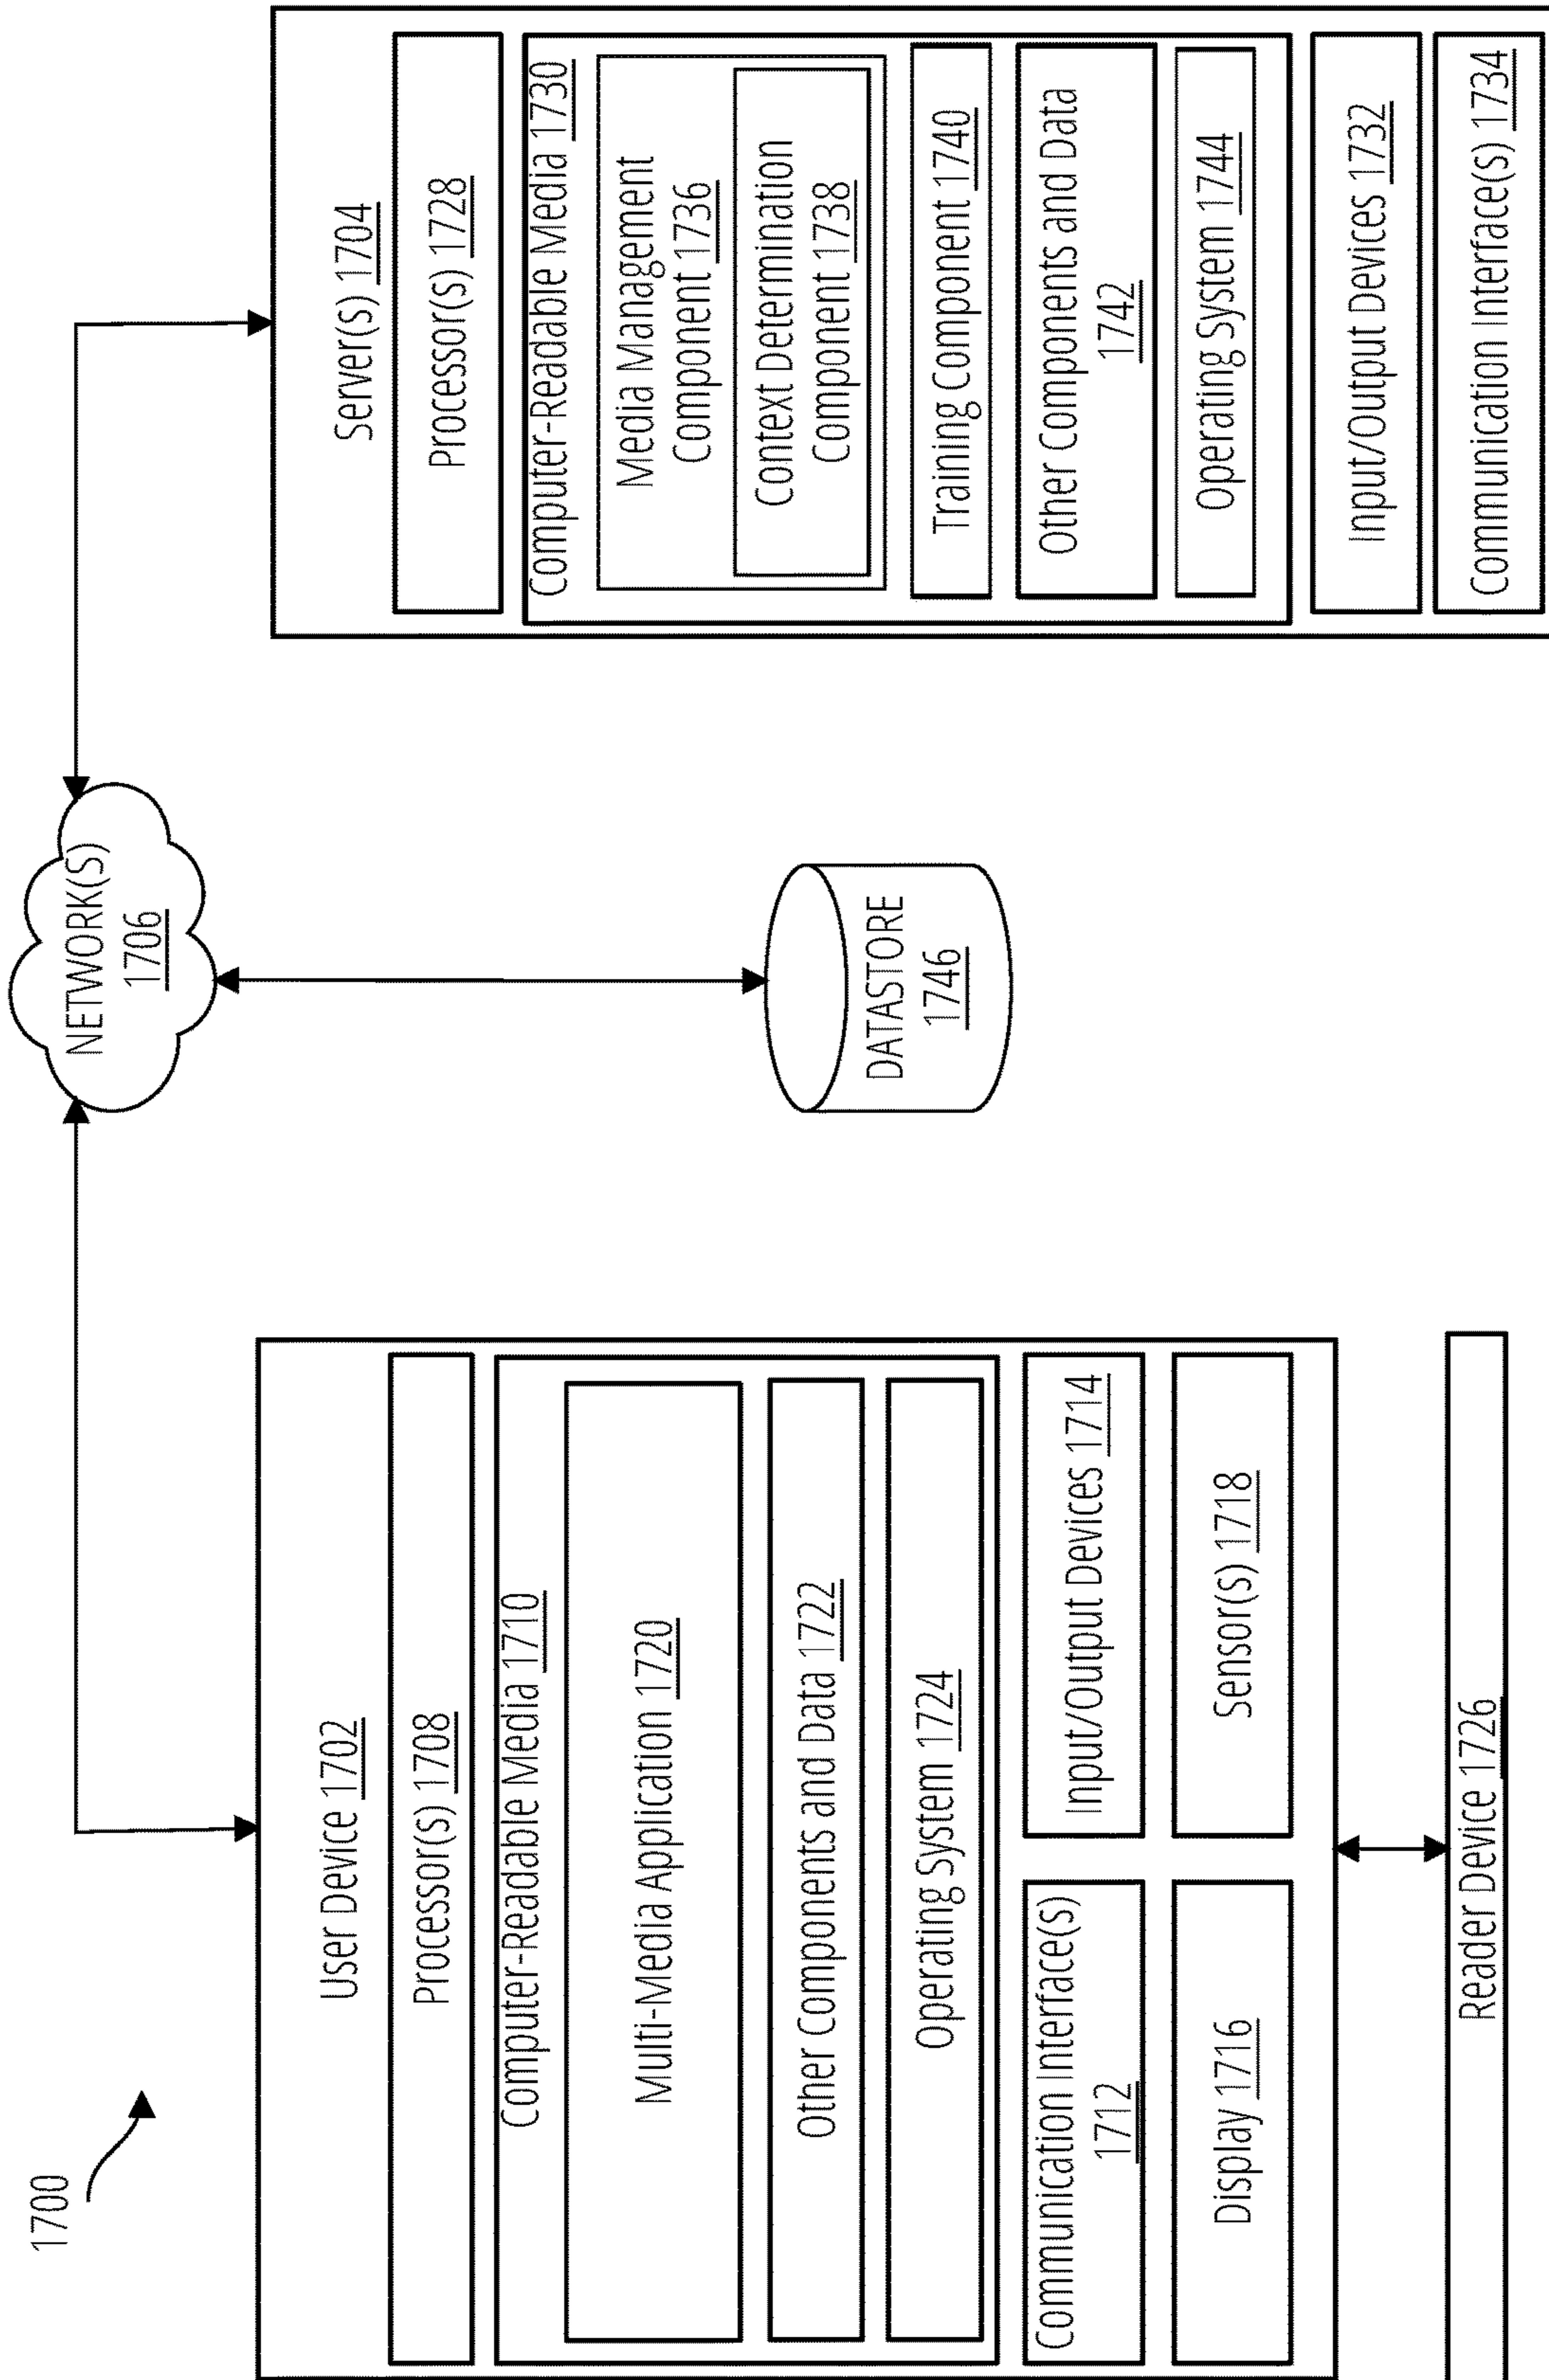 1700
User Device 1702
Processor(s) 1708
Computer-Readable Media 1710
Multi-Media Application 1720
Other Components and Data 1722
Operating System 1724
Communication Interface(s)
1712
Input/Output Devices 1714
Display 1716
Sensor(s) 1718
Reader Device 1726
NETWORK(S)
1706
DATASTORE
1746
Server(s) 1704
Processor(s) 1728
Computer-Readable Media 1730
Media Management
Component 1736
Context Determination
Component 1738
Training Component 1740
Other Components and Data
1742
Operating System 1744
Input/Output Devices 1732
Communication Interface(s) 1734